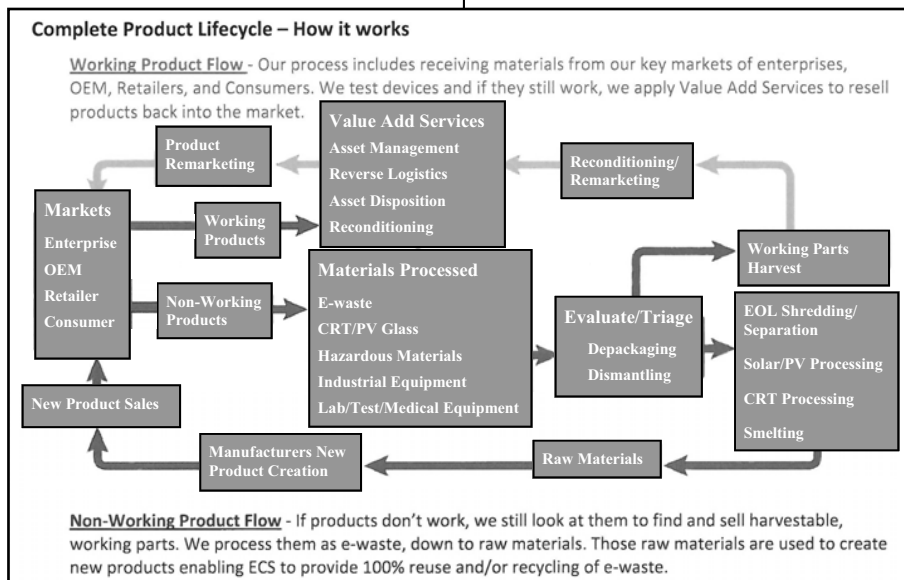 Complete Product Lifecycle – How it works
Working Product Flow - Our process includes receiving materials from our key markets of enterprises,
OEM, Retailers, and Consumers. We test devices and if they still work, we apply Value Add Services to resell
products back into the market.
Value Add Services
Asset Management
Reverse Logistics
Asset Disposition
Reconditioning
Product
Remarketing
Reconditioning/
Remarketing
Markets
Enterprise
OEM
Retailer
Consumer
Working
Products
Working Parts
Harvest
Non-Working
Products
Materials Processed
E-waste
CRT/PV Glass
Hazardous Materials
Industrial Equipment
Lab/Test/Medical Equipment
Evaluate/Triage
Depackaging
Dismantling
EOL Shredding/
Separation
Solar/PV Processing
CRT Processing
Smelting
New Product Sales
Manufacturers New
Product Creation
Raw Materials
Non-Working Product Flow - If products don't work, we still look at them to find and sell harvestable,
working parts. We process them as e-waste, down to raw materials. Those raw materials are used to create
new products enabling ECS to provide 100% reuse and/or recycling of e-waste.